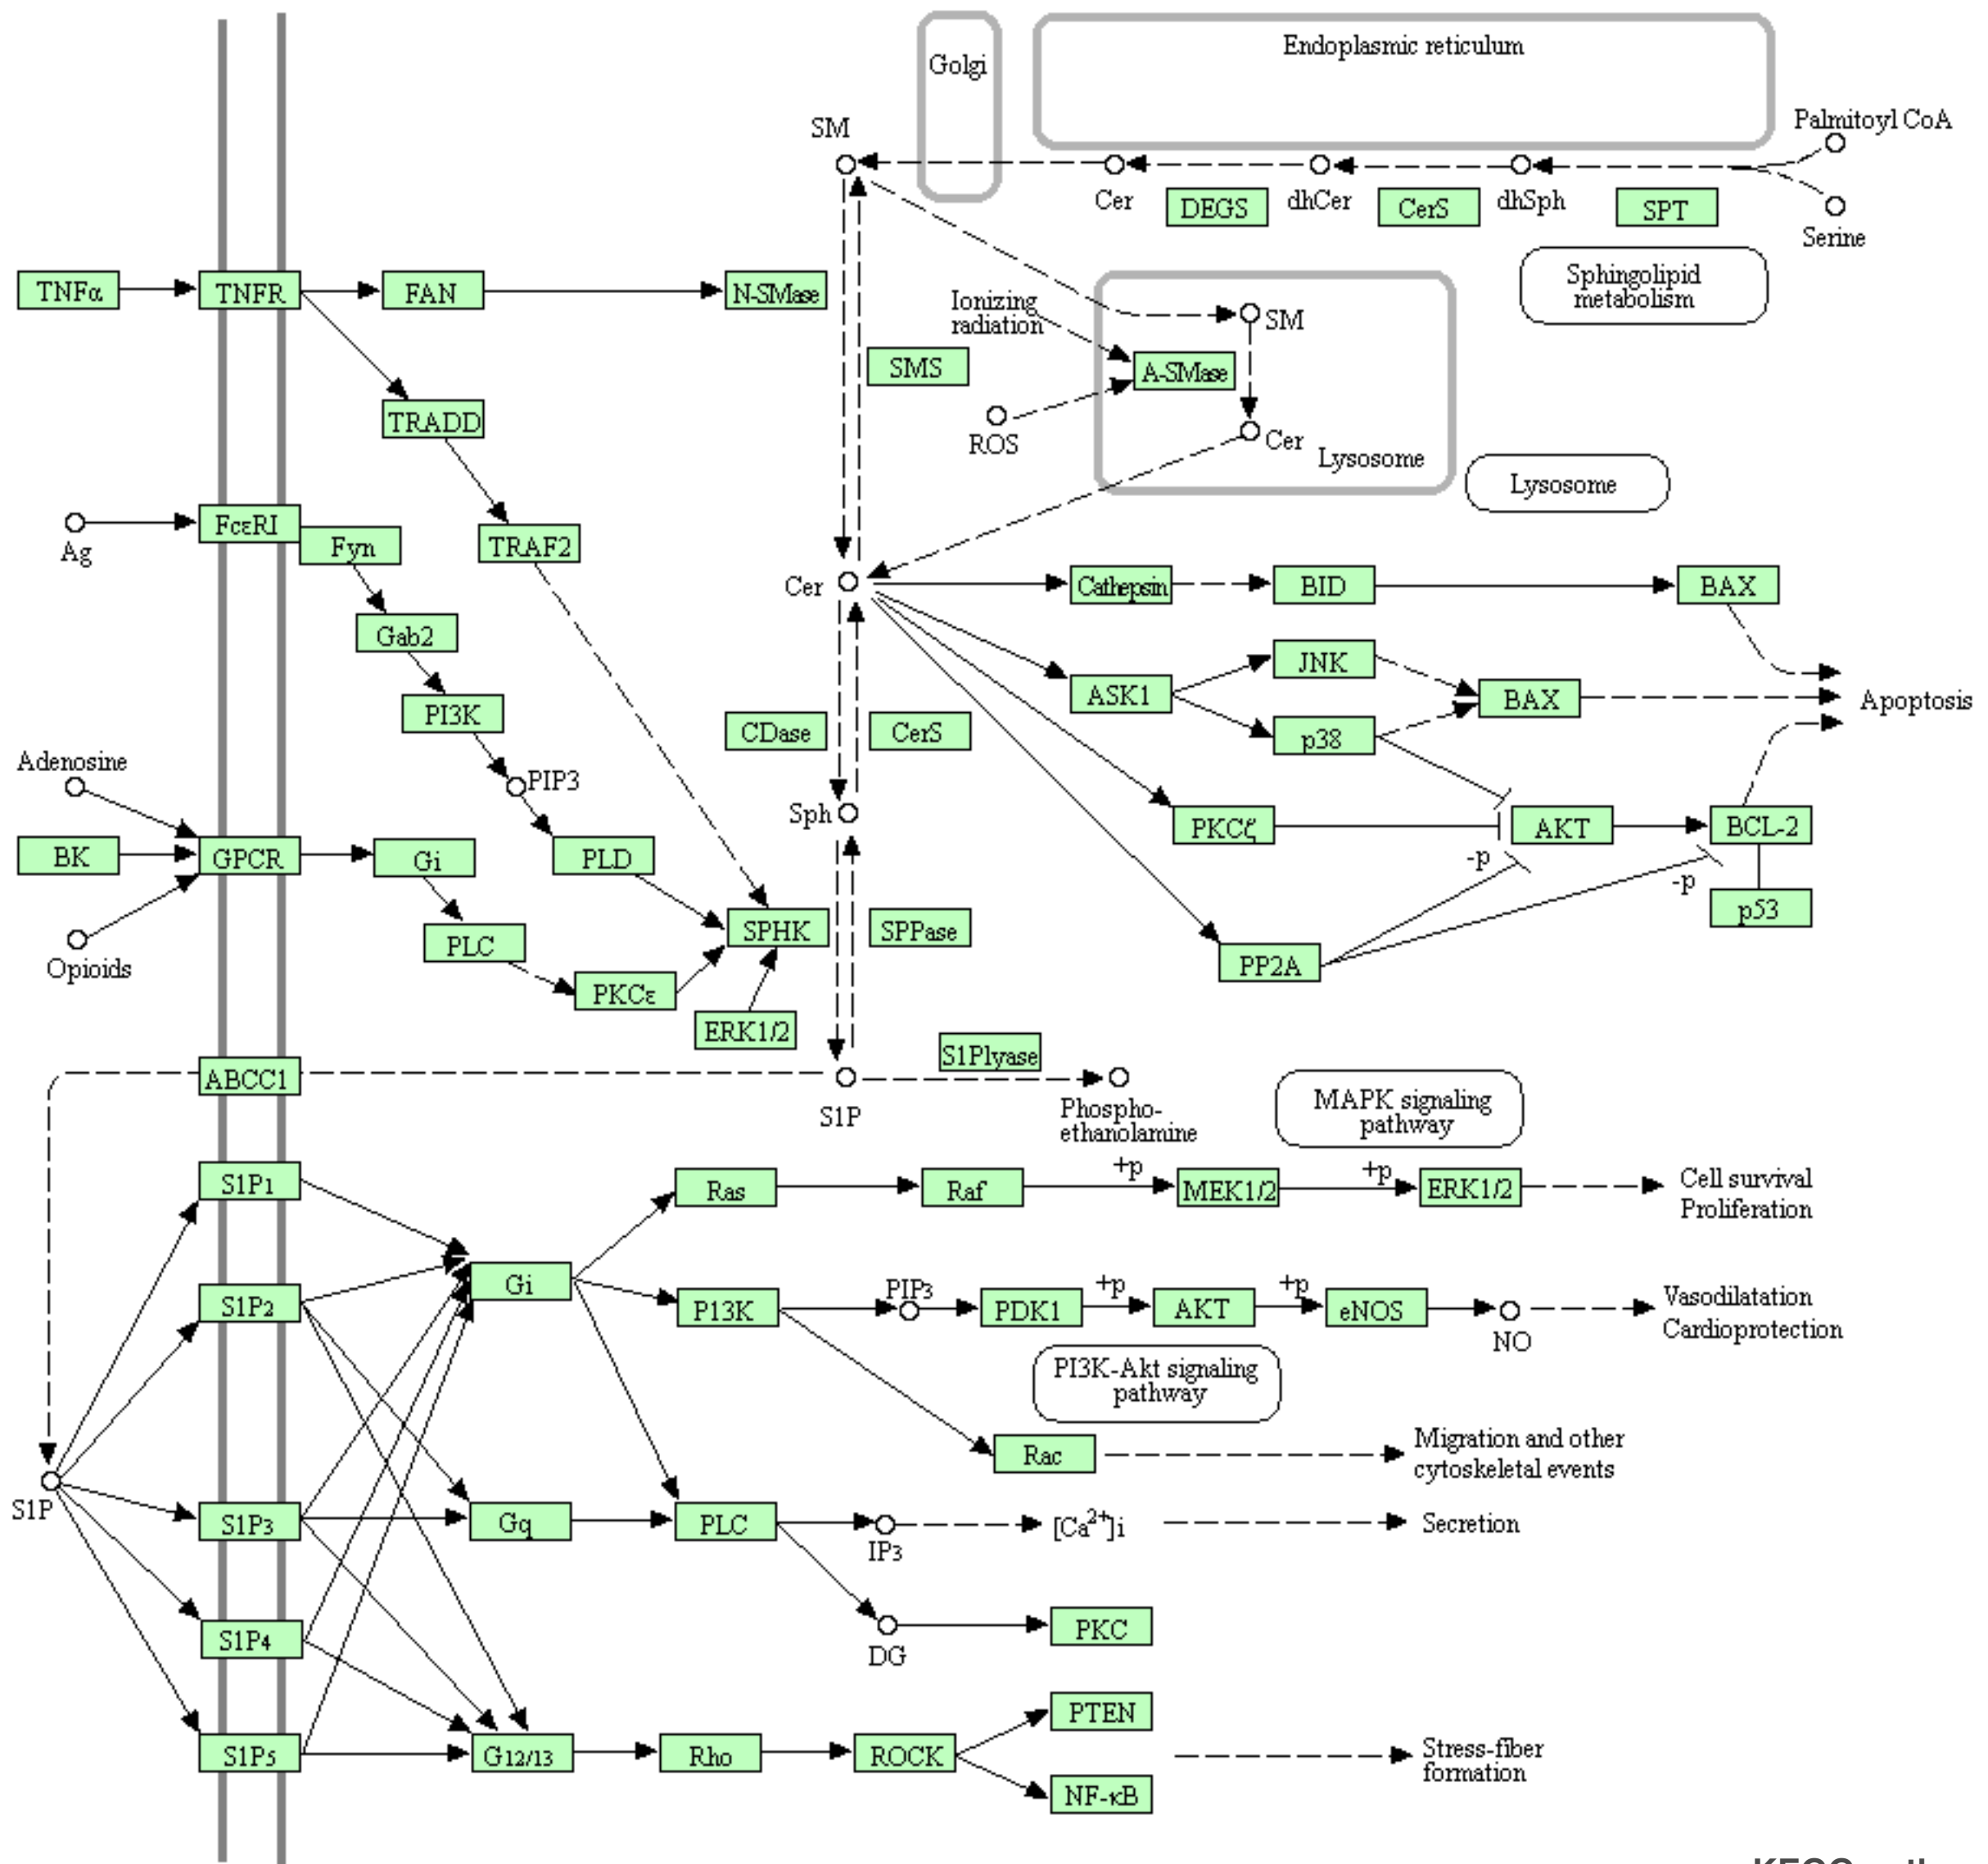 Golgi
Endoplasmic reticulum
SM
Palmitoyl CoA
Cer
DEGS
dhCer
CerS
dhSph
SPT
Serine
Sphingolipid
metabolism
TNFα
TNFR
FAN
N-SMase
Ionizing
radiation
SM
SMS
A-SMase
TRADD
ROS
Cer
Lysosome
Lysosome
FcεRI
Ag
Fyn
TRAF2
Cer
Cathepsin
BID
BAX
Gab2
JNK
ASK1
BAX
Apoptosis
PI3K
CDase
CerS
p38
Adenosine
PIP3
Sph
PKCζ
AKT
BCL-2
BK
GPCR
Gi
PLD
-p
-p
p53
SPHK
SPPase
PLC
Opioids
PP2A
PKCε
ERK1/2
S1Plyase
ABCC1
S1P
Phospho-
ethanolamine
MAPK signaling
pathway
S1P1
Ras
Raf
+p
MEK1/2
+p
ERK1/2
Cell survival
Proliferation
Gi
S1P2
P13K
PIP3
PDK1
+p
AKT
+p
eNOS
NO
Vasodilatation
Cardioprotection
PI3K-Akt signaling
pathway
Rac
Migration and other
cytoskeletal events
S1P
S1P3
Gq
PLC
IP3
[Ca2+]i
Secretion
S1P4
DG
PKC
PTEN
S1P5
G12/13
Rho
ROCK
Stress-fiber
formation
NF-κB